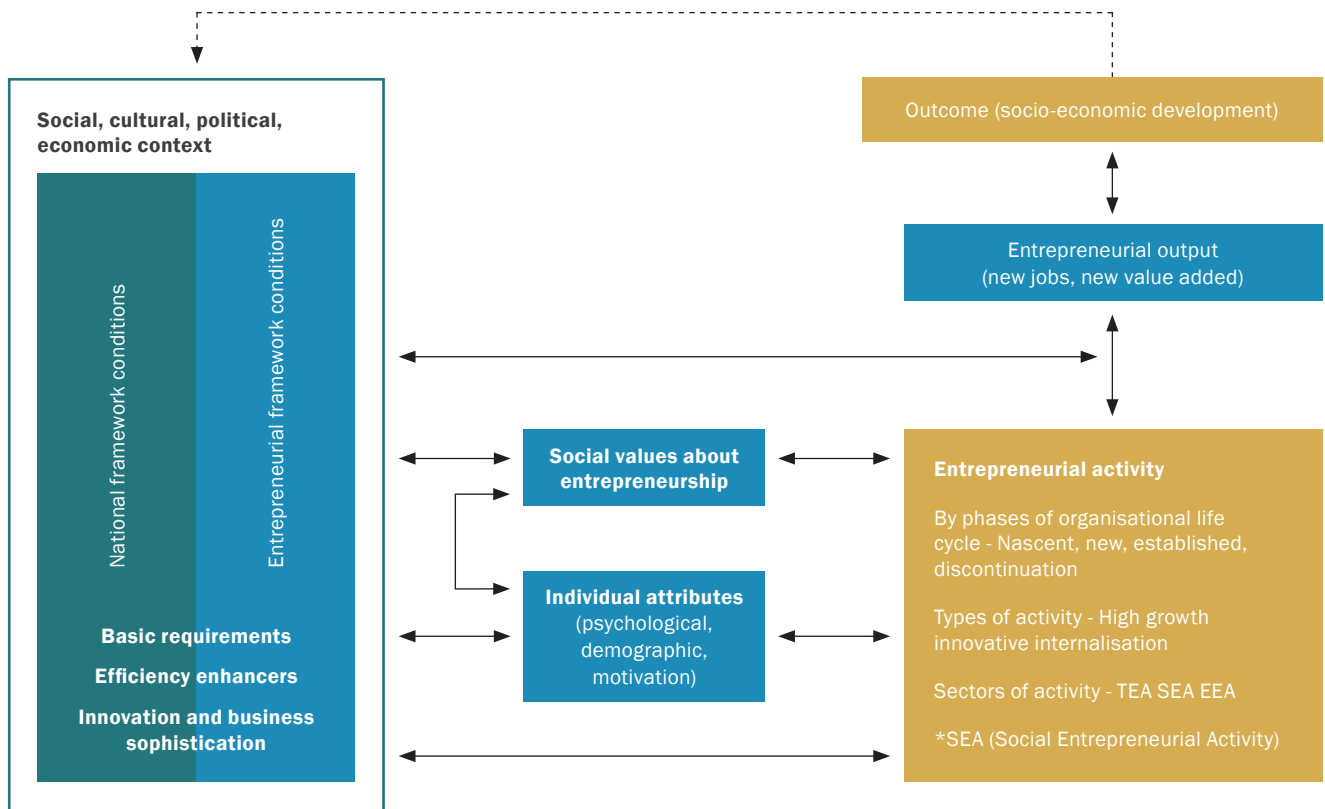 Social, cultural, political,
economic context
National framework conditions
Entrepreneurial framework conditions
Basic requirements
Efficiency enhancers
Innovation and business
sophistication
Social values about
entrepreneurship
Individual attributes
(psychological,
demographic,
motivation)
Outcome (socio-economic development)
Entrepreneurial output
(new jobs, new value added)
Entrepreneurial activity
By phases of organisational life
cycle - Nascent, new, established,
discontinuation
Types of activity - High growth
innovative internalisation
Sectors of activity - TEA SEA EEA
*SEA (Social Entrepreneurial Activity)